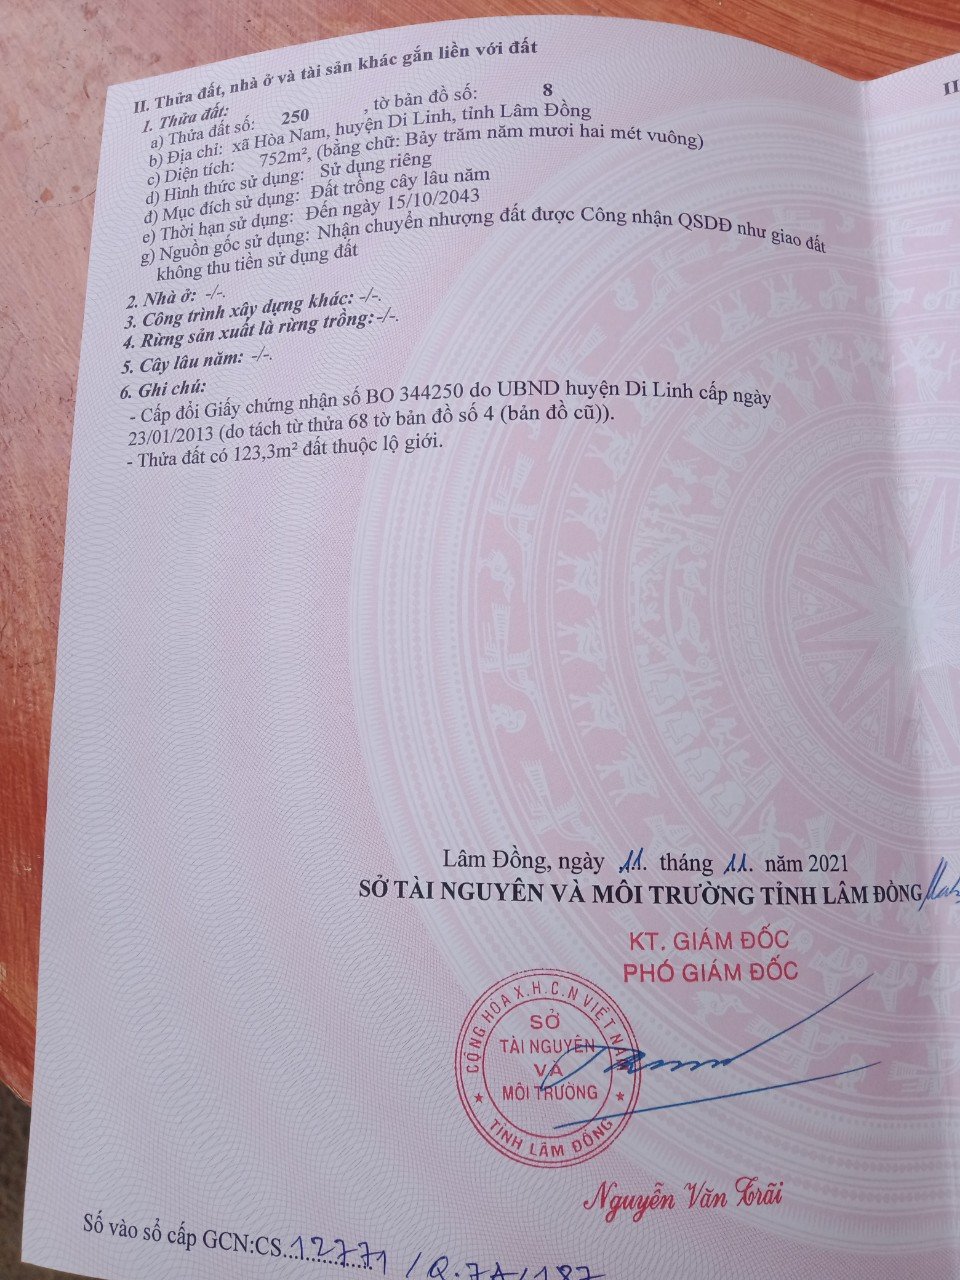 II. Thửa đất, nhà ở và tài sản khác gắn liền với đất
1. Thửa đất:
a) Thửa đất số: 250 , tờ bản đồ số: 8
b) Địa chỉ: xã Hòa Nam, huyện Di Linh, tỉnh Lâm Đồng
c) Diện tích: 752m², (bằng chữ: Bảy trăm năm mươi hai mét vuông)
d) Hình thức sử dụng: Sử dụng riêng
đ) Mục đích sử dụng: Đất trồng cây lâu năm
e) Thời hạn sử dụng: Đến ngày 15/10/2043
g) Nguồn gốc sử dụng: Nhận chuyển nhượng đất được Công nhận QSDĐ như giao đất
không thu tiền sử dụng đất
2. Nhà ở: -/-.
3. Công trình xây dựng khác: -/-.
4. Rừng sản xuất là rừng trồng:-/-.
5. Cây lâu năm: -/-.
6. Ghi chú:
- Cấp đổi Giấy chứng nhận số BO 344250 do UBND huyện Di Linh cấp ngày
23/01/2013 (do tách từ thửa 68 tờ bản đồ số 4 (bản đồ cũ)).
- Thửa đất có 123,3m² đất thuộc lộ giới.
II
Lâm Đồng, ngày 11. tháng 11. năm 2021
SỞ TÀI NGUYÊN VÀ MÔI TRƯỜNG TỈNH LÂM ĐỒNG
KT. GIÁM ĐỐC
PHÓ GIÁM ĐỐC
CỘNG HÒA X.H.C.N VIỆT NAM
SỞ
TÀI NGUYÊN
VÀ
MÔI TRƯỜNG
TỈNH LÂM ĐỒNG
Nguyễn Văn Trãi
Số vào sổ cấp GCN:CS...12771 /